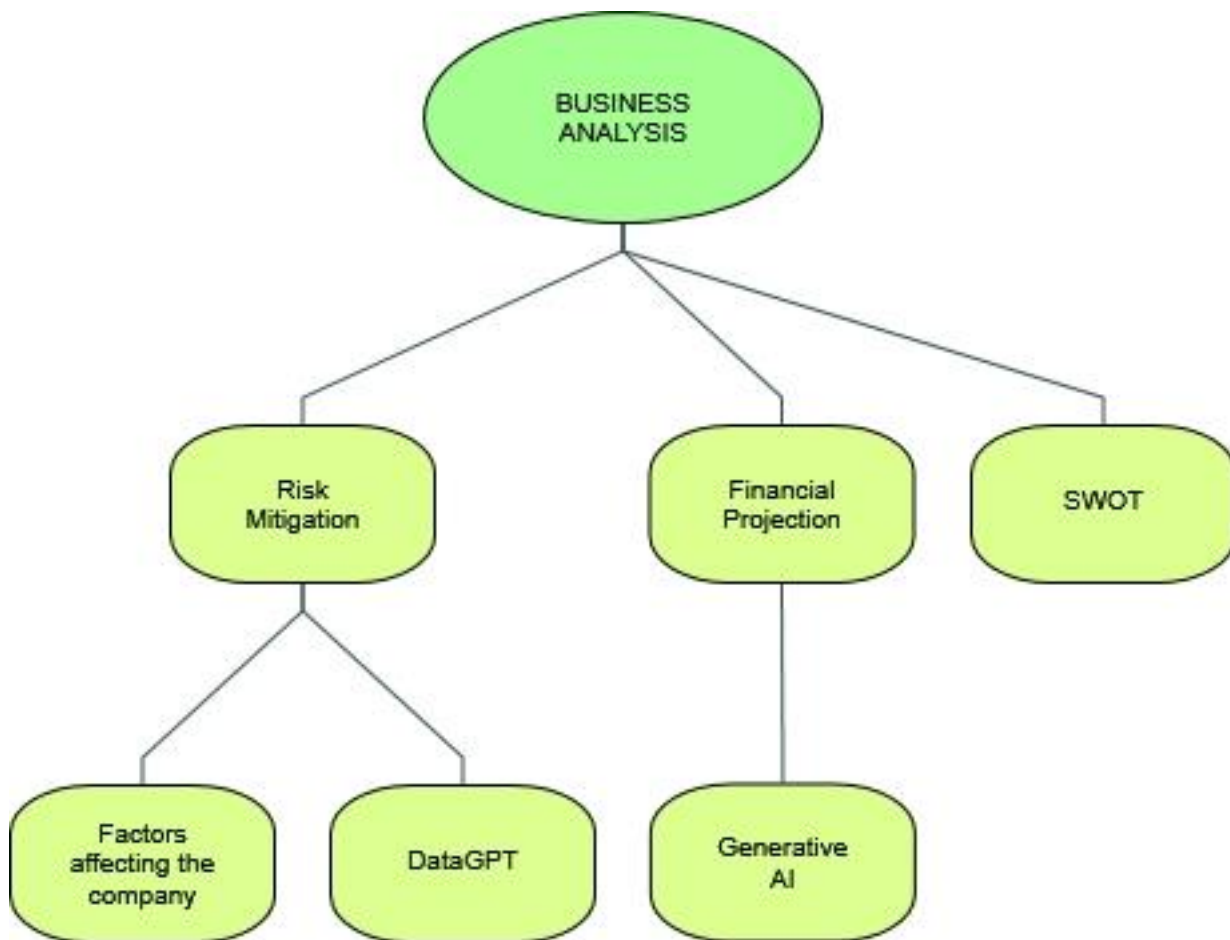 BUSINESS
ANALYSIS
Risk
Mitigation
Financial
Projection
SWOT
Factors
affecting the
company
DataGPT
Generative
AI